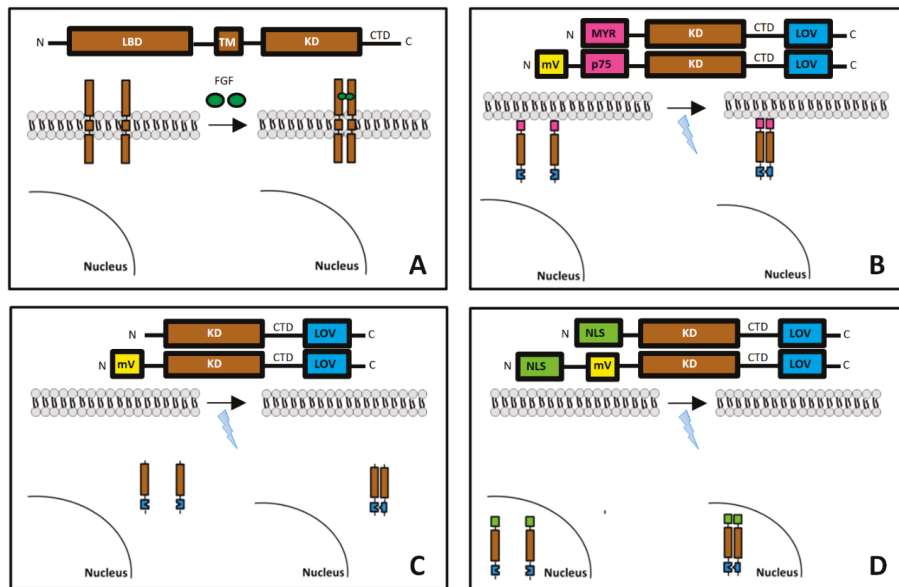 N LBD TM KD CTD C
FGF
Nucleus Nucleus A
N MYR KD CTD LOV C
N mV p75 KD CTD LOV C
Nucleus Nucleus B
N KD CTD LOV C
N mV KD CTD LOV C
Nucleus Nucleus C
N NLS KD CTD LOV C
N NLS mV KD CTD LOV C
Nucleus Nucleus D